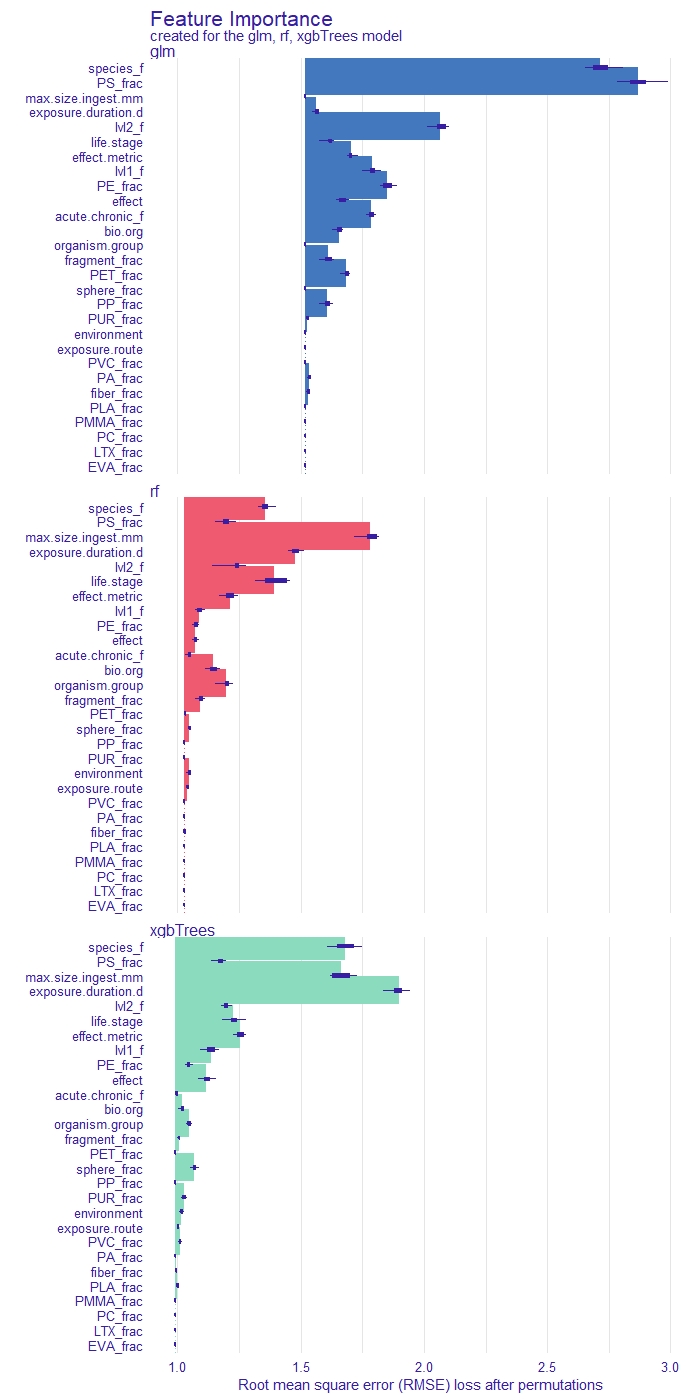 Feature Importance
created for the glm, rf, xgbTrees model
glm
species_f
PS_frac
max.size.ingest.mm
exposure.duration.d
lvl2_f
life.stage
effect.metric
lvl1_f
PE_frac
effect
acute.chronic_f
bio.org
organism.group
fragment_frac
PET_frac
sphere_frac
PP_frac
PUR_frac
environment
exposure.route
PVC_frac
PA_frac
fiber_frac
PLA_frac
PMMA_frac
PC_frac
LTX_frac
EVA_frac
rf
species_f
PS_frac
max.size.ingest.mm
exposure.duration.d
lvl2_f
life.stage
effect.metric
lvl1_f
PE_frac
effect
acute.chronic_f
bio.org
organism.group
fragment_frac
PET_frac
sphere_frac
PP_frac
PUR_frac
environment
exposure.route
PVC_frac
PA_frac
fiber_frac
PLA_frac
PMMA_frac
PC_frac
LTX_frac
EVA_frac
xgbTrees
species_f
PS_frac
max.size.ingest.mm
exposure.duration.d
lvl2_f
life.stage
effect.metric
lvl1_f
PE_frac
effect
acute.chronic_f
bio.org
organism.group
fragment_frac
PET_frac
sphere_frac
PP_frac
PUR_frac
environment
exposure.route
PVC_frac
PA_frac
fiber_frac
PLA_frac
PMMA_frac
PC_frac
LTX_frac
EVA_frac
1.0 1.5 2.0 2.5 3.0
Root mean square error (RMSE) loss after permutations